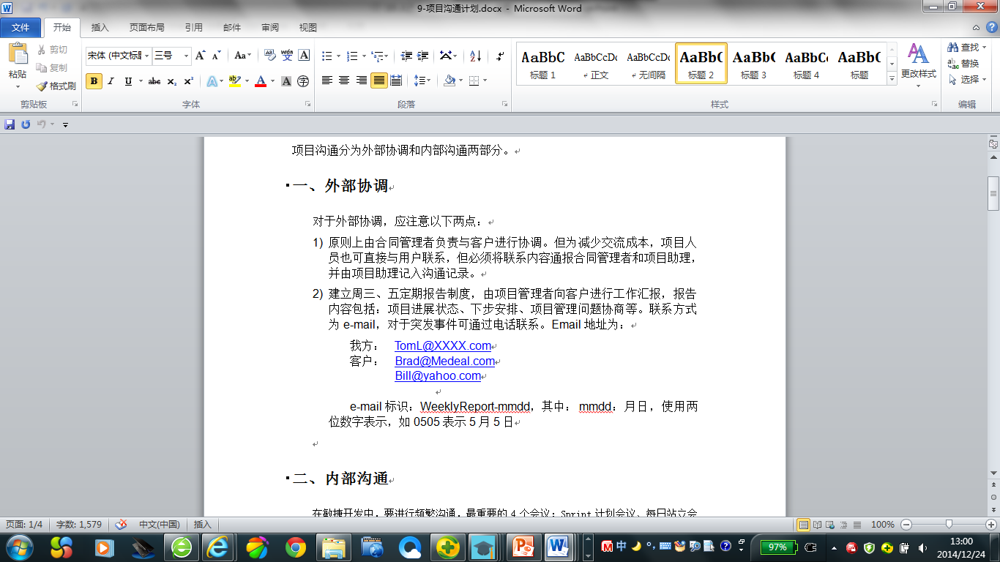 9-项目沟通计划.docx - Microsoft Word
文件 开始 插入 页面布局 引用 邮件 审阅 视图
宋体 (中文标题 三号
剪切
复制
格式刷
粘贴
AaBbC AaBbCcDc AaBbCcDc AaBbC AaBbC AaBbCc AaBbC
标题 1 正文 无间隔 标题 2 标题 3 标题 4 标题
更改样式
查找
替换
选择
剪贴板 字体 段落 样式 编辑
项目沟通分为外部协调和内部沟通两部分。
一、外部协调
对于外部协调，应注意以下两点：
1) 原则上由合同管理者负责与客户进行协调。但为减少交流成本，项目人
员也可直接与用户联系，但必须将联系内容通报合同管理者和项目助理，
并由项目助理记入沟通记录。
2) 建立周三、五定期报告制度，由项目管理者向客户进行工作汇报，报告
内容包括：项目进展状态、下步安排、项目管理问题协商等。联系方式
为 e-mail，对于突发事件可通过电话联系。Email 地址为：
我方： TomL@XXXX.com
客户： Brad@Medeal.com
Bill@yahoo.com
e-mail 标识：WeeklyReport-mmdd，其中： mmdd：月日，使用两
位数字表示，如 0505 表示 5 月 5 日
二、内部沟通
在敏捷开发中，要进行频繁沟通，最重要的 4 个会议：Sprint 计划会议、每日站立会
页面: 1/4 字数: 1,579 中文(中国) 插入 100%
97%
13:00
2014/12/24